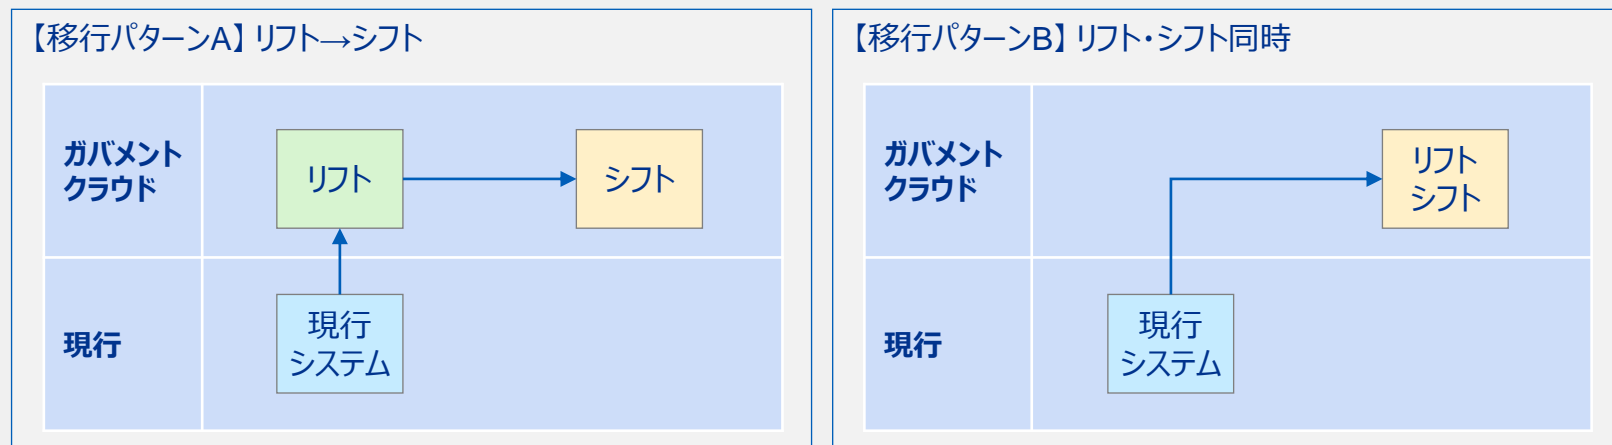 【移行パターンA】リフト→シフト
ガバメント
クラウド
リフト
シフト
現行
現行
システム
【移行パターンB】リフト・シフト同時
ガバメント
クラウド
リフト
シフト
現行
現行
システム